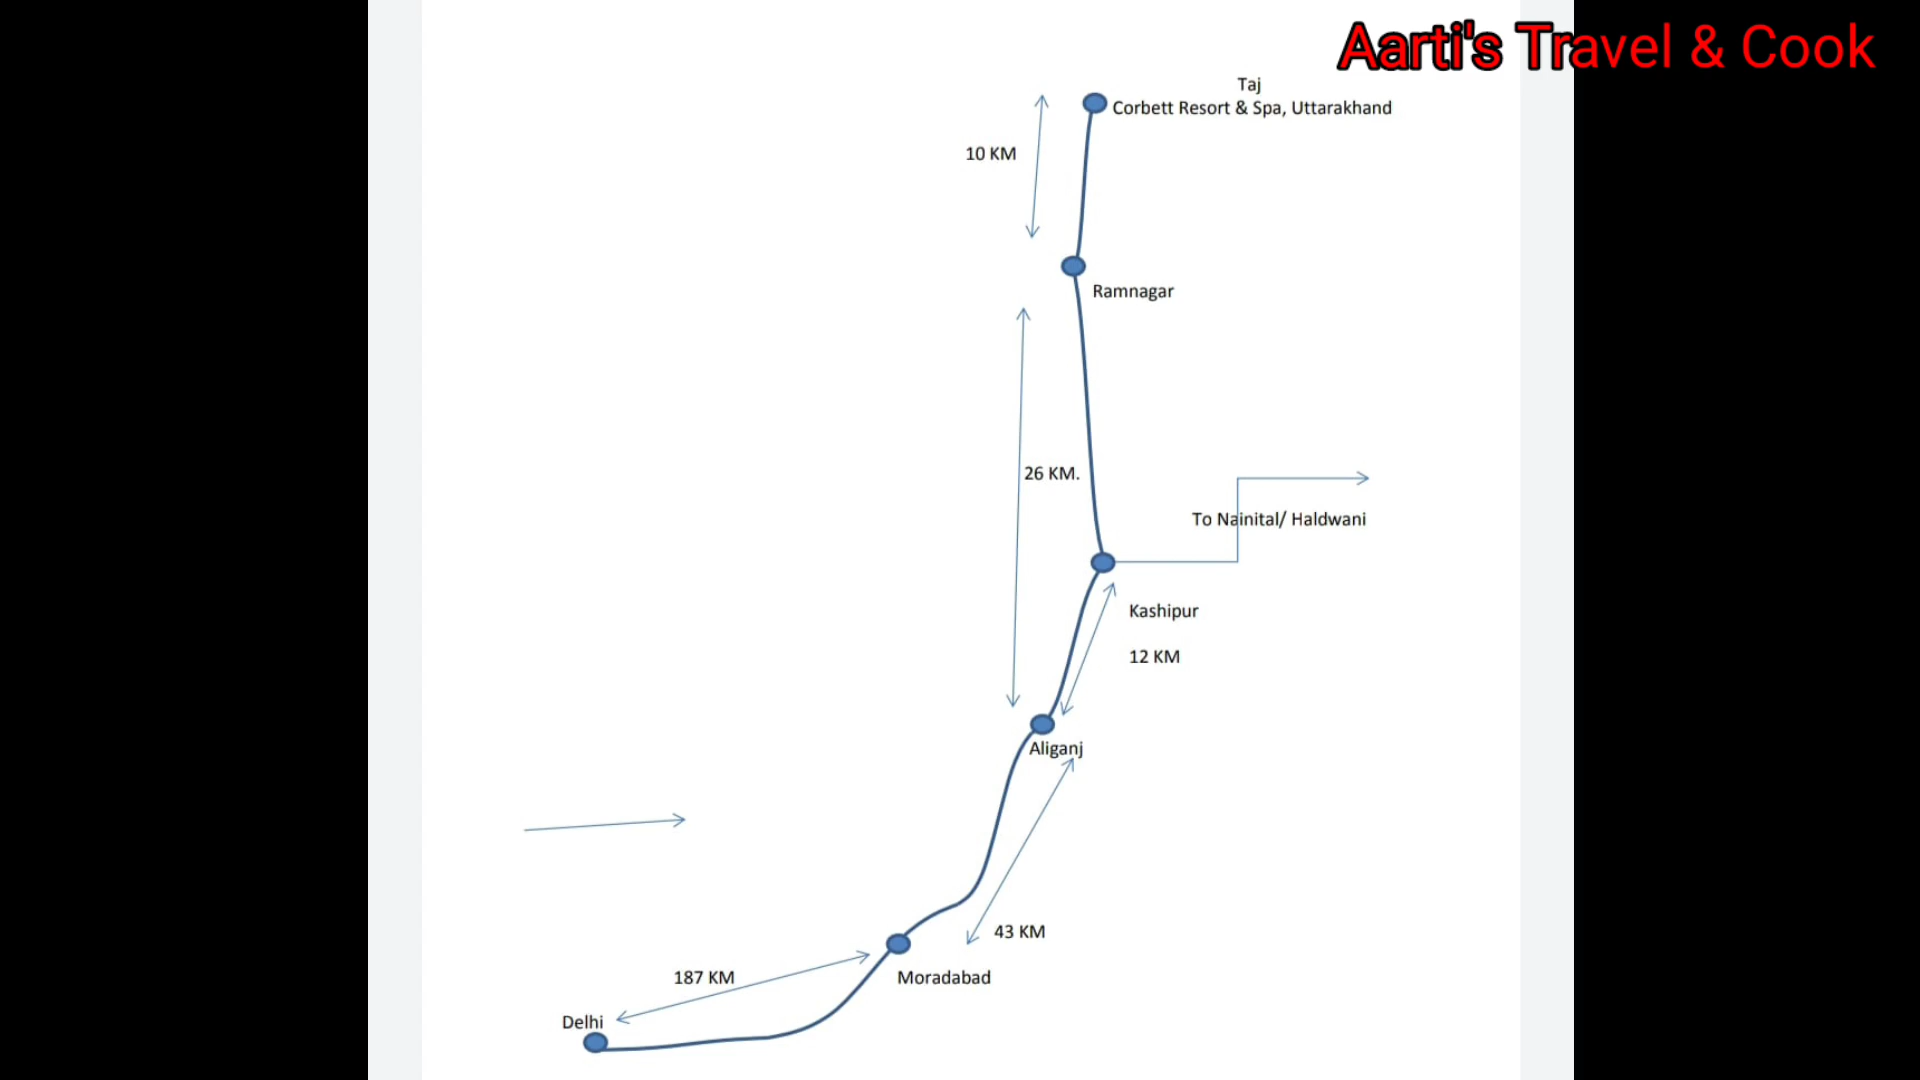 Aarti's Travel & Cook
Taj
Corbett Resort & Spa, Uttarakhand
10 KM
Ramnagar
26 KM.
To Nainital/ Haldwani
Kashipur
12 KM
Aliganj
43 KM
187 KM
Moradabad
Delhi